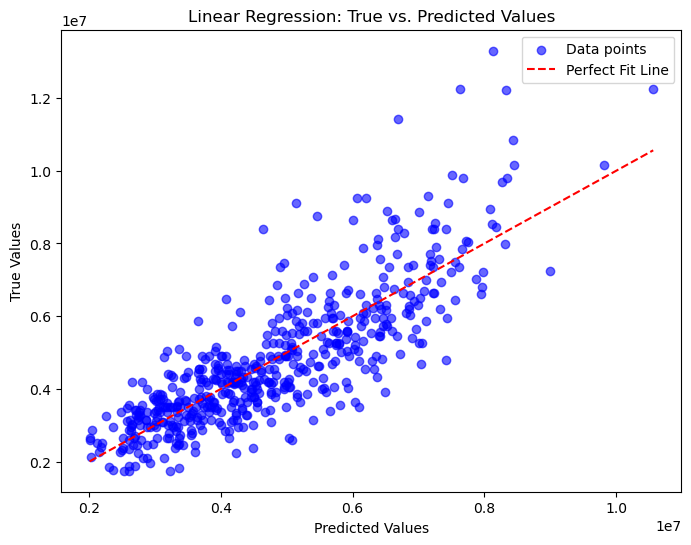 Linear Regression: True vs. Predicted Values
1e7
Data points
Perfect Fit Line
1.2
1.0
0.8
0.6
0.4
0.2
True Values
0.2 0.4 0.6 0.8 1.0
Predicted Values
1e7